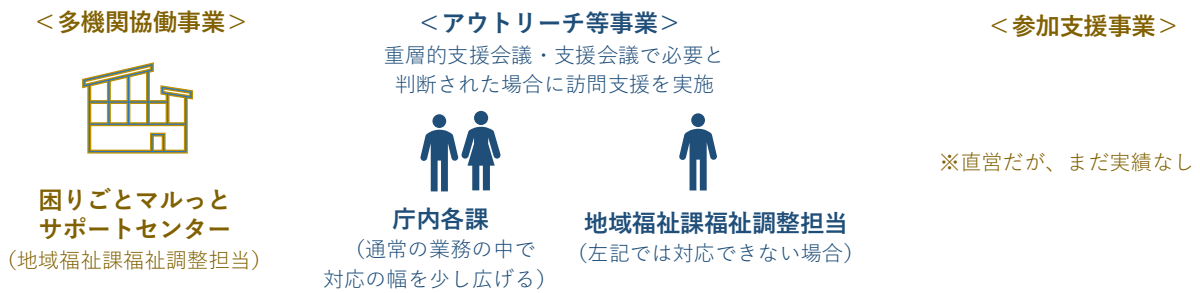 ＜多機関協働事業＞
困りごとマルっと
サポートセンター
（地域福祉課福祉調整担当）
＜アウトリーチ等事業＞
重層的支援会議・支援会議で必要と
判断された場合に訪問支援を実施
庁内各課
（通常の業務の中で
対応の幅を少し広げる）
地域福祉課福祉調整担当
（左記では対応できない場合）
＜参加支援事業＞
※直営だが、まだ実績なし